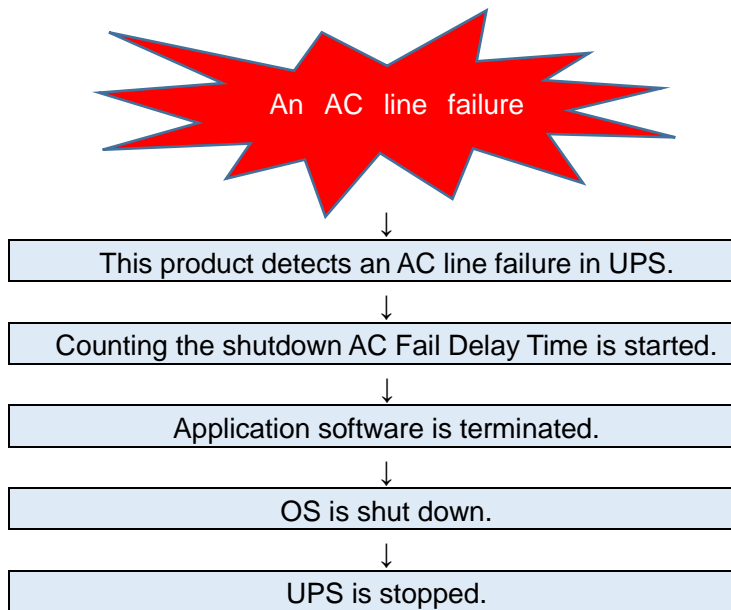 An AC line failure
↓
This product detects an AC line failure in UPS.
↓
Counting the shutdown AC Fail Delay Time is started.
↓
Application software is terminated.
↓
OS is shut down.
↓
UPS is stopped.